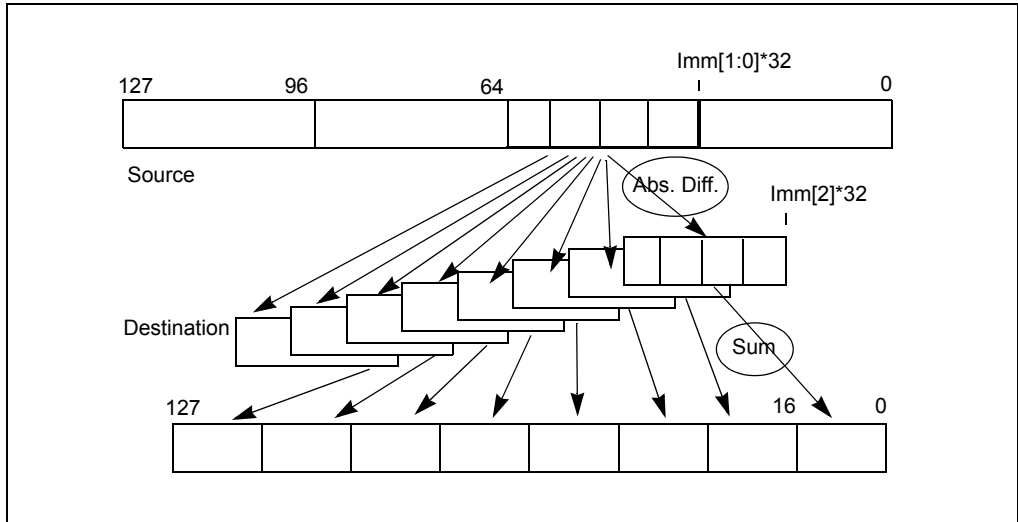 Imm[1:0]*32
127 96 64 0
Source
Abs. Diff.
Imm[2]*32
Destination
Sum
127 16 0